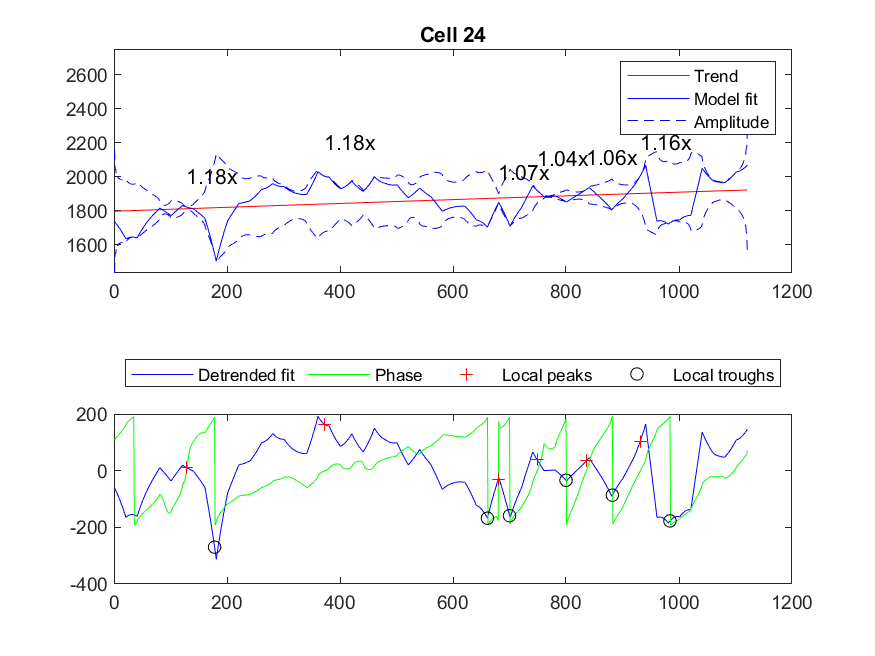 Cell 24
2600
2400
2200
2000
1800
1600
0 200 400 600 800 1000 1200
Trend
Model fit
Amplitude
1.18x
1.18x
1.07x
1.04x
1.06x
1.16x
Detrended fit Phase Local peaks Local troughs
200
0
-200
-400
0 200 400 600 800 1000 1200